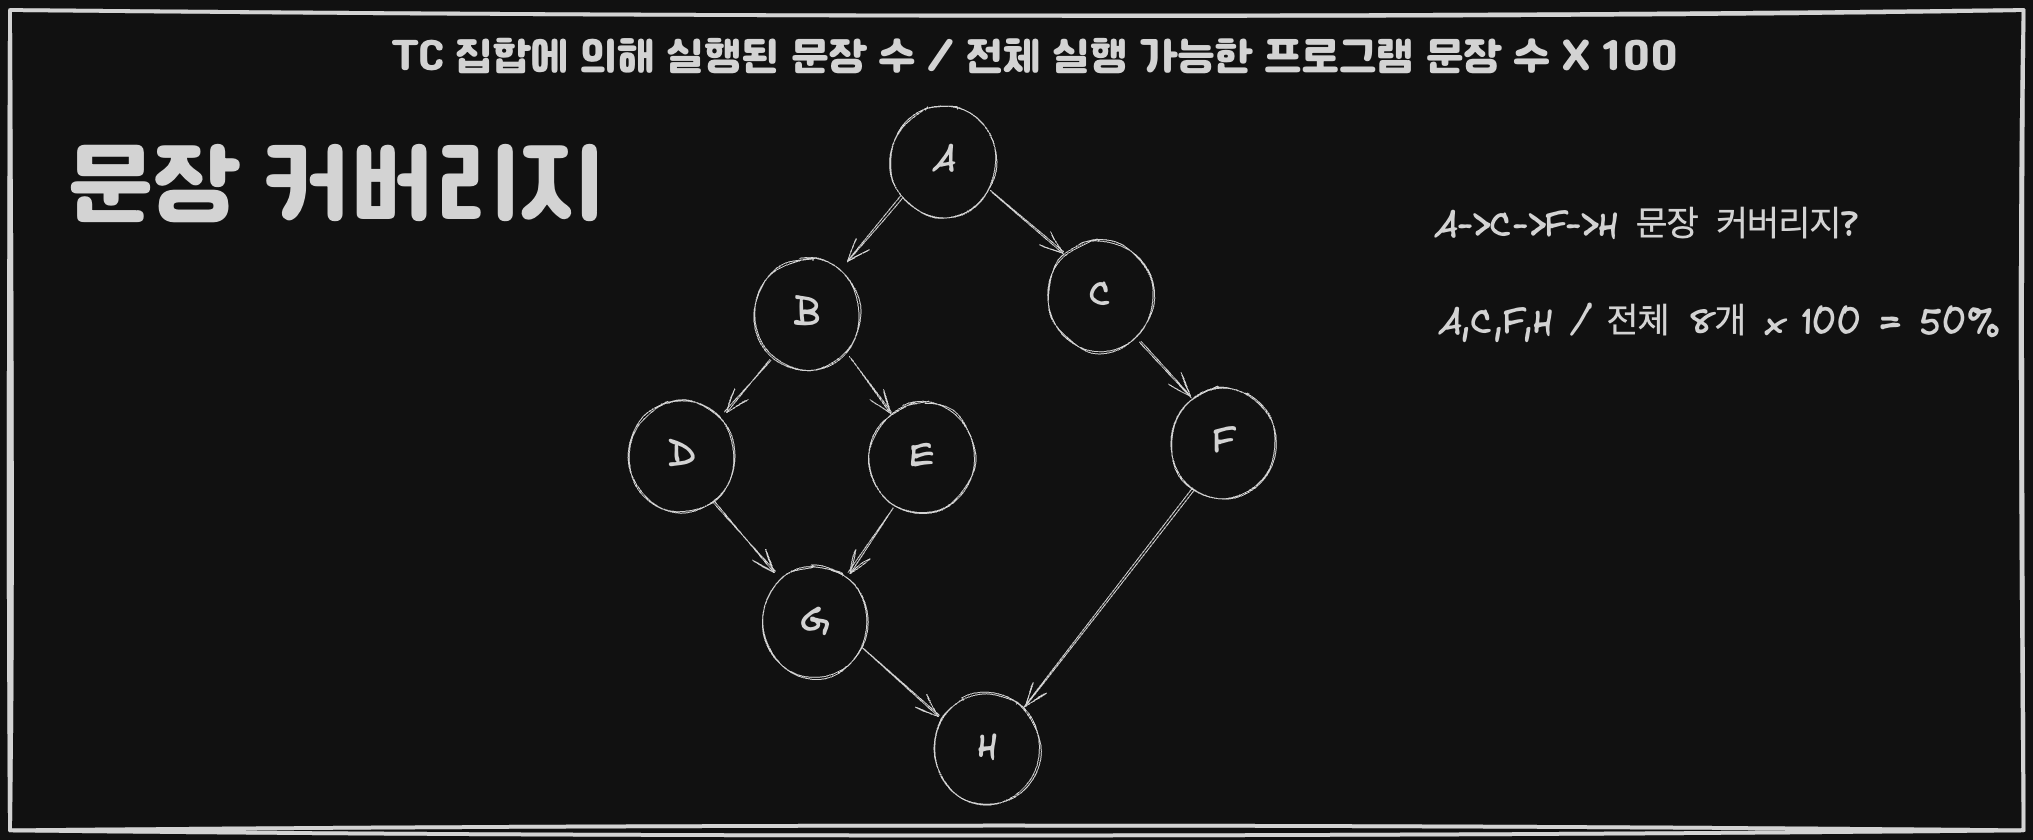 TC 집합에 의해 실행된 문장 수 / 전체 실행 가능한 프로그램 문장 수 X 100
문장 커버리지
A
B
C
D
E
F
G
H
A->C->F->H 문장 커버리지?
A,C,F,H / 전체 8개 x 100 = 50%